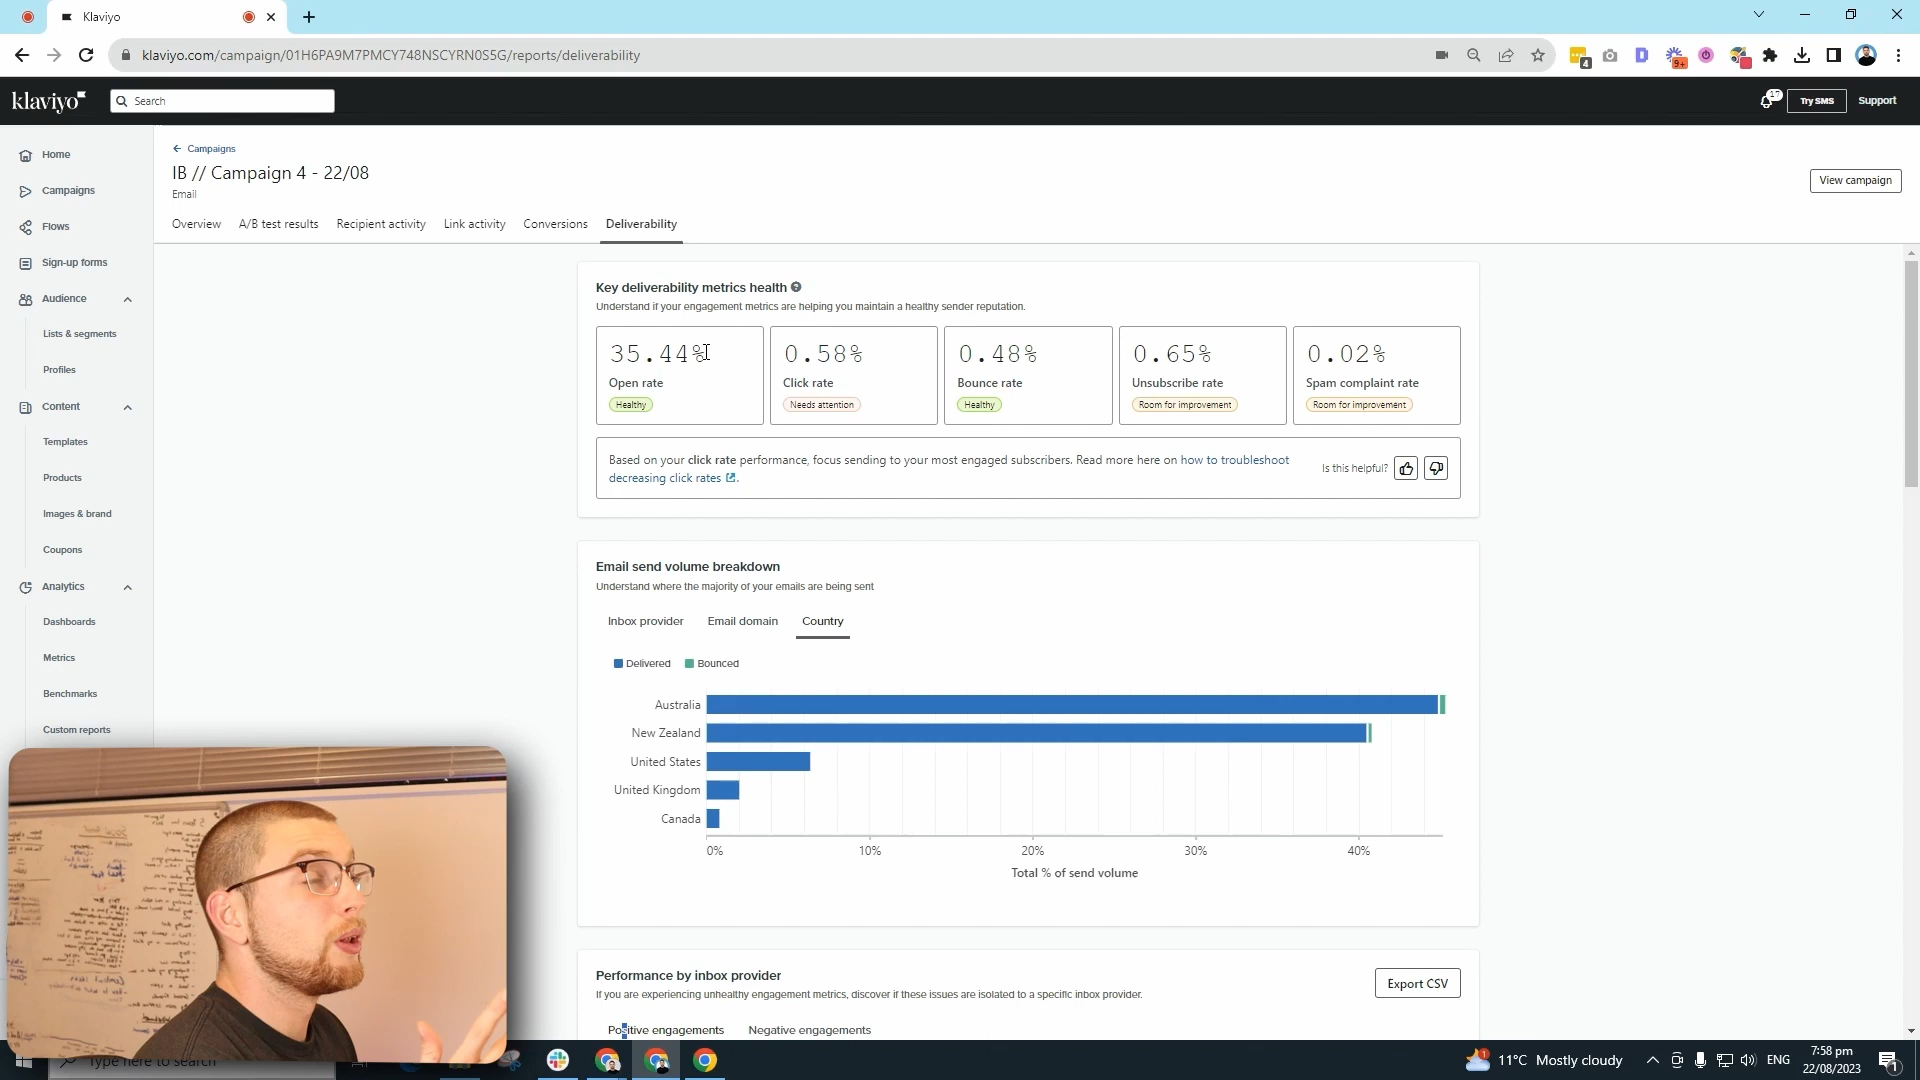 Klaviyo
klaviyo.com/campaign/01H6PA9M7PMCY748NSCYRN0S5G/reports/deliverability
4
9+
klaviyo
Search
17
Try SMS
Support
Home
Campaigns
Flows
Sign-up forms
Audience
Lists & segments
Profiles
Content
Templates
Products
Images & brand
Coupons
Analytics
Dashboards
Metrics
Benchmarks
Custom reports
Campaigns
IB // Campaign 4 - 22/08
Email
View campaign
Overview A/B test results Recipient activity Link activity Conversions Deliverability
Key deliverability metrics health
Understand if your engagement metrics are helping you maintain a healthy sender reputation.
35.44% 0.58% 0.48% 0.65% 0.02%
Open rate Click rate Bounce rate Unsubscribe rate Spam complaint rate
Healthy Needs attention Healthy Room for improvement Room for improvement
Based on your click rate performance, focus sending to your most engaged subscribers. Read more here on how to troubleshoot
decreasing click rates.
Is this helpful?
Email send volume breakdown
Understand where the majority of your emails are being sent
Inbox provider Email domain Country
Delivered Bounced
Australia
New Zealand
United States
United Kingdom
Canada
0% 10% 20% 30% 40%
Total % of send volume
Performance by inbox provider
If you are experiencing unhealthy engagement metrics, discover if these issues are isolated to a specific inbox provider.
Export CSV
Positive engagements Negative engagements
Type here to search
1
11°C Mostly cloudy
ENG
7:58 pm
22/08/2023
1